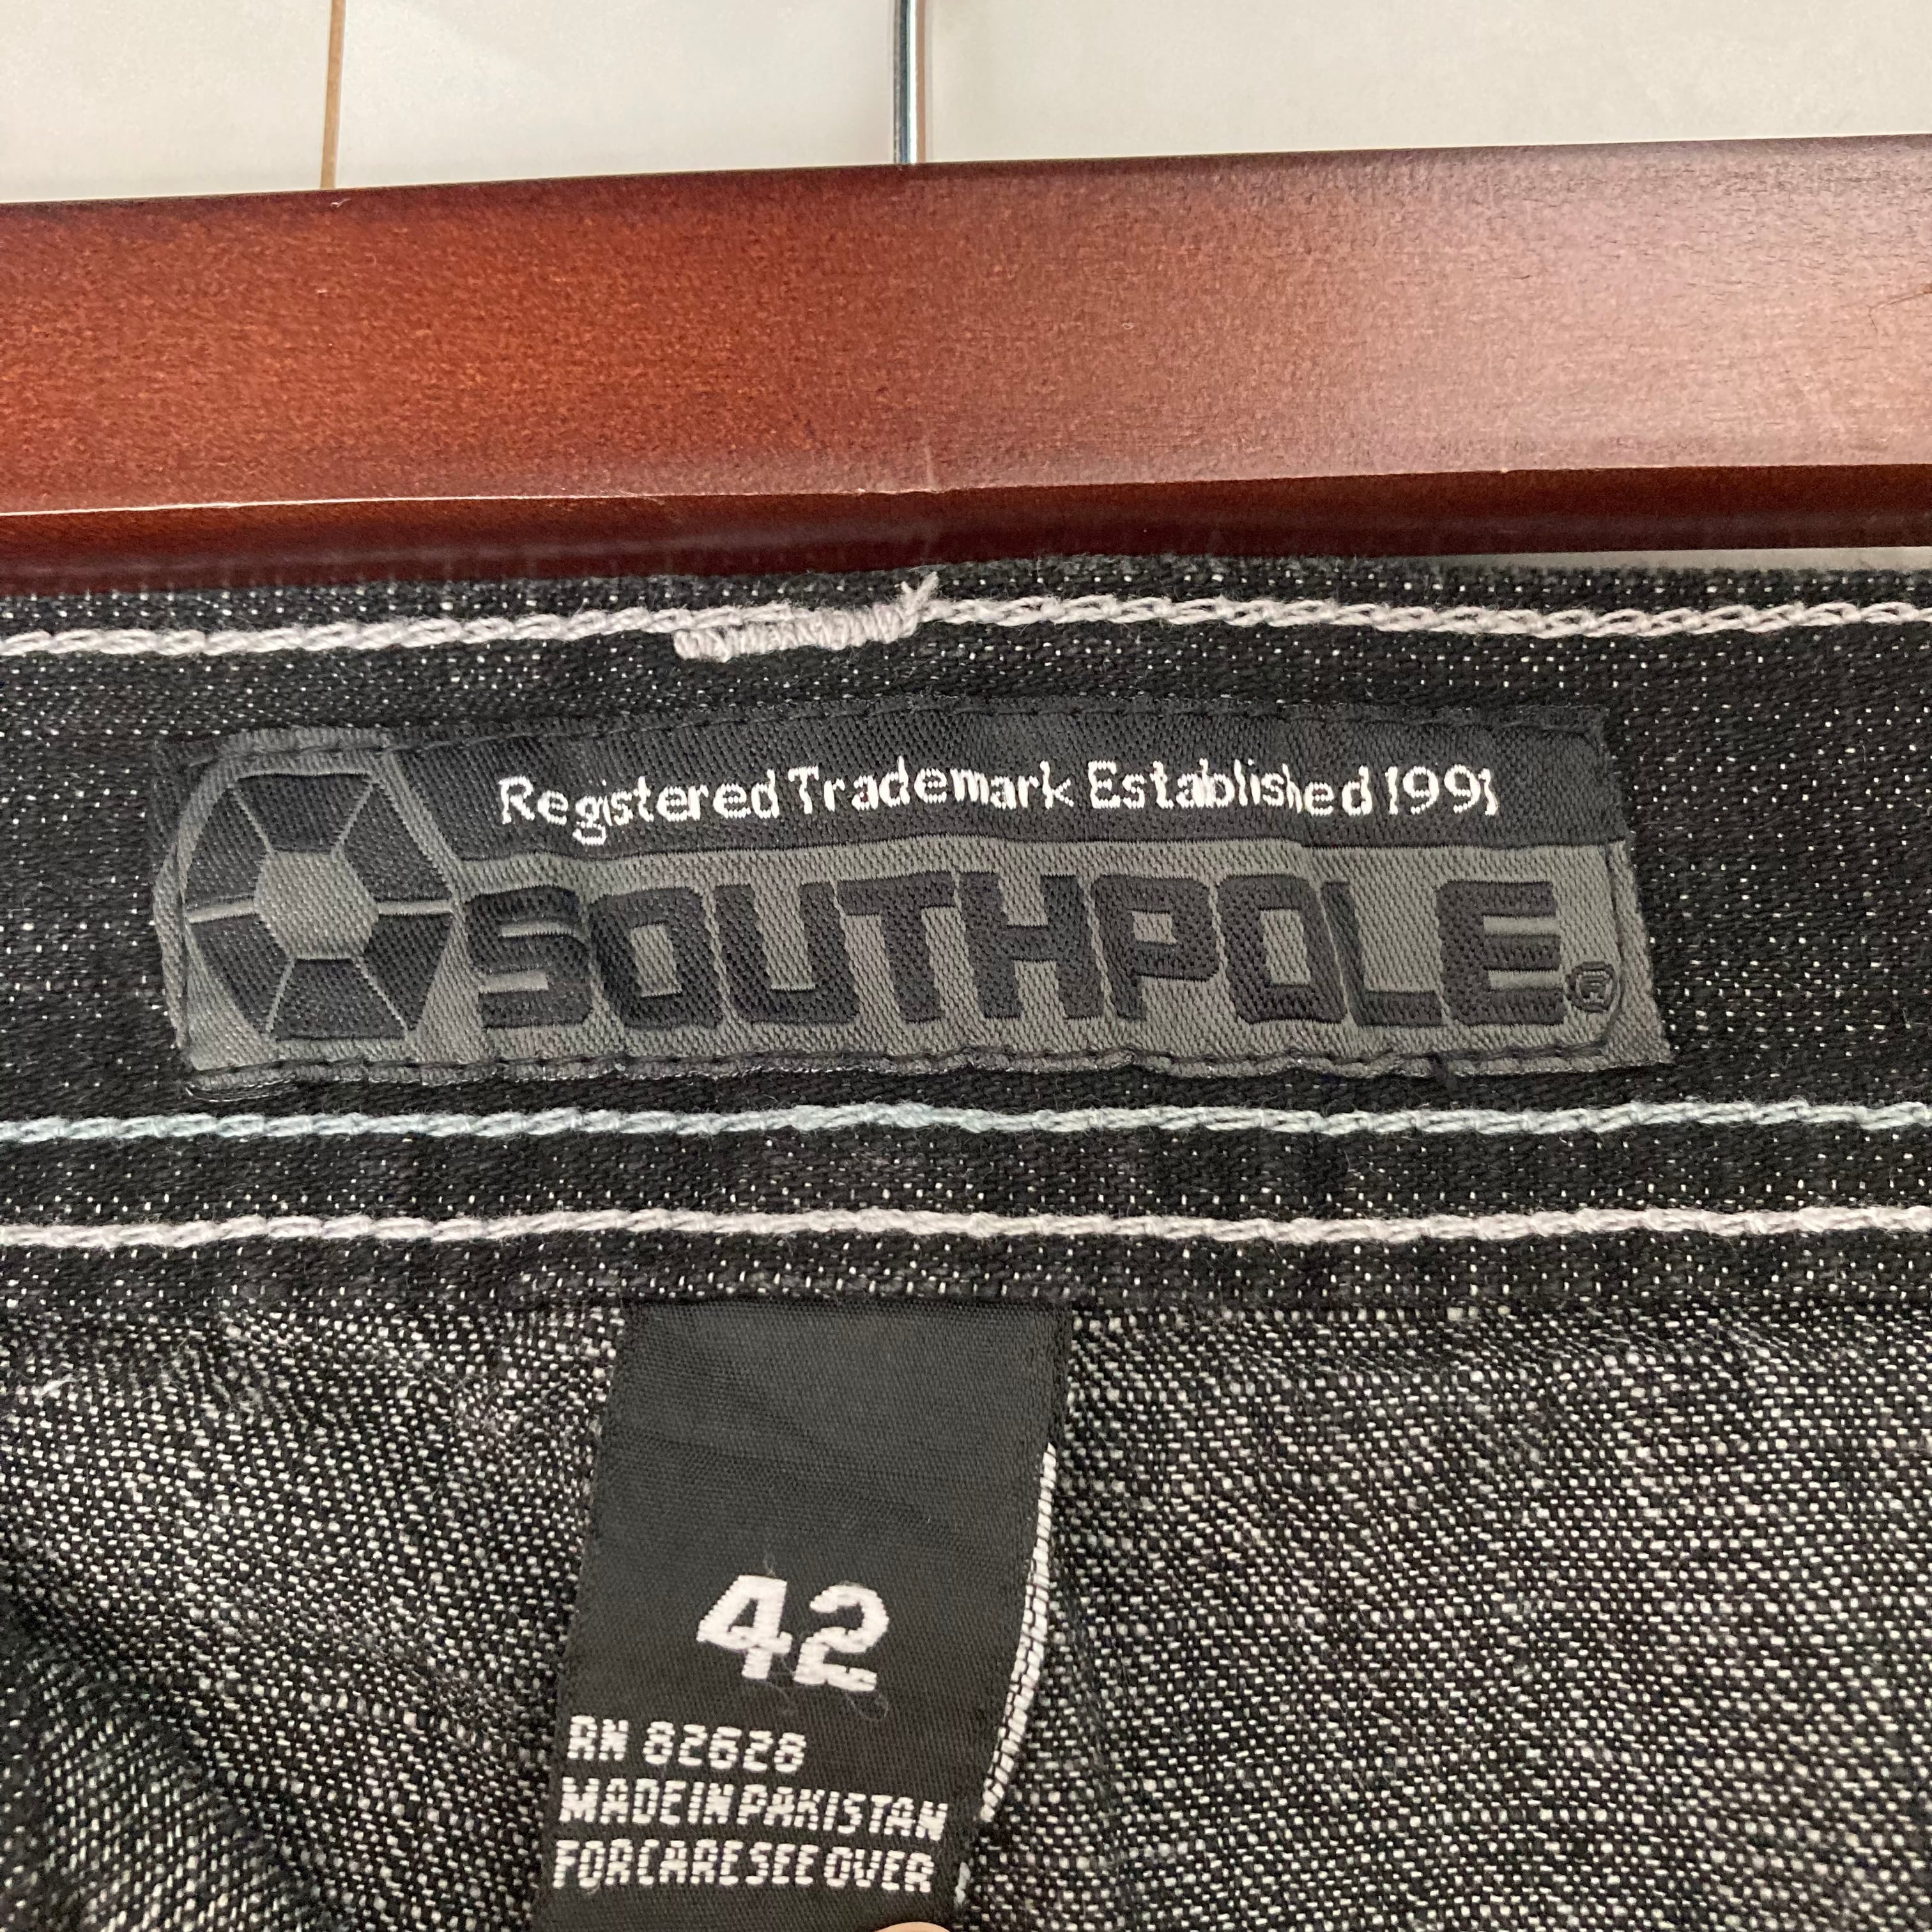 Registered Trademark Established 1991
SOUTHPOLE®
42
RN 82628
MADE IN PAKISTAN
FOR CARE SEE OVER